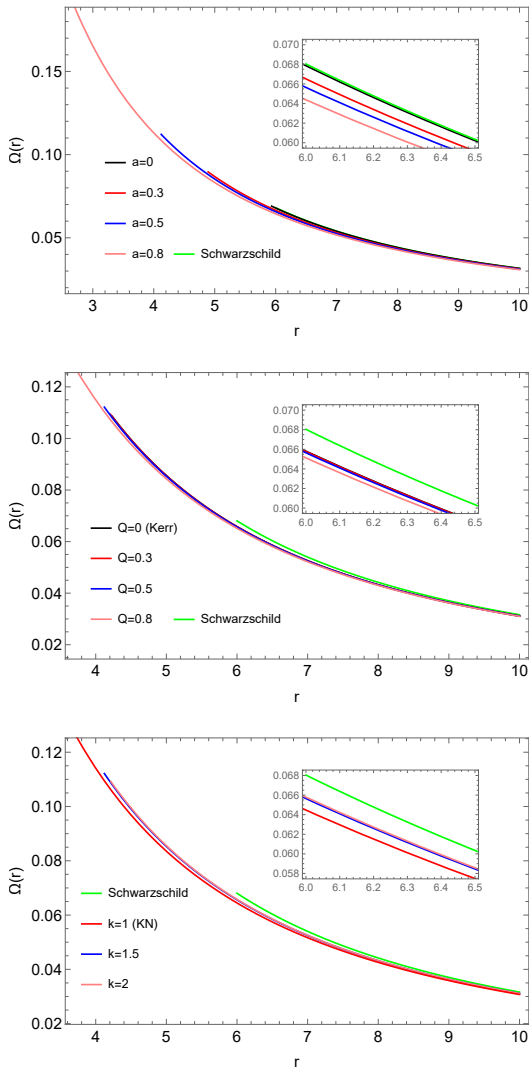 0.070
0.068
0.066
0.064
0.062
0.060
6.0 6.1 6.2 6.3 6.4 6.5
0.15
0.10
0.05
Ω(r)
a=0
a=0.3
a=0.5
a=0.8 Schwarzschild
3 4 5 6 7 8 9 10
r
0.070
0.068
0.066
0.064
0.062
0.060
6.0 6.1 6.2 6.3 6.4 6.5
0.12
0.10
0.08
0.06
0.04
0.02
Ω(r)
Q=0 (Kerr)
Q=0.3
Q=0.5
Q=0.8 Schwarzschild
4 5 6 7 8 9 10
r
0.068
0.066
0.064
0.062
0.060
0.058
6.0 6.1 6.2 6.3 6.4 6.5
0.12
0.10
0.08
0.06
0.04
0.02
Ω(r)
Schwarzschild
k=1 (KN)
k=1.5
k=2
4 5 6 7 8 9 10
r